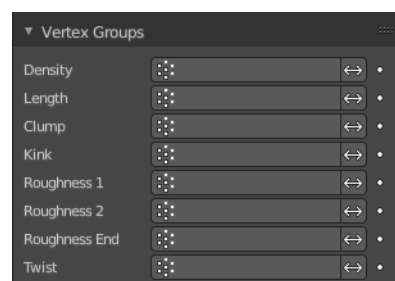 Vertex Groups
Density
Length
Clump
Kink
Roughness 1
Roughness 2
Roughness End
Twist